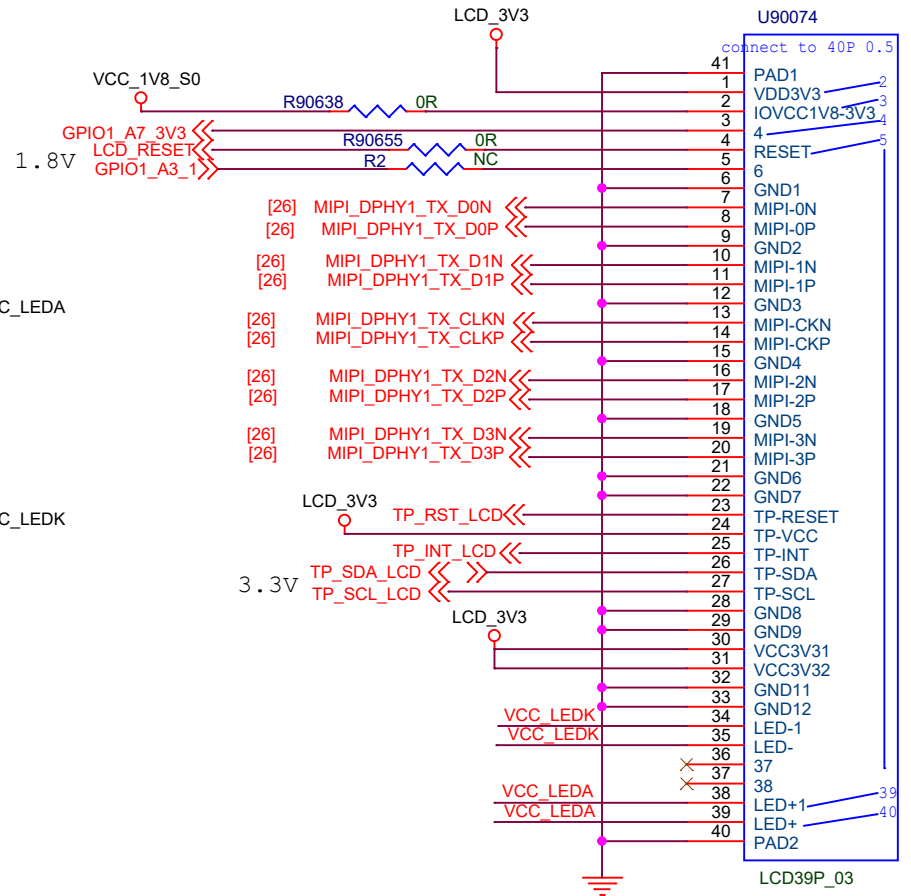 LCD_3V3
U90074
connect to 40P 0.5
41 PAD1
VCC_1V8_S0
1 VDD3V3 2
R90638 0R 2 IOVCC1V8-3V3 3
GPIO1_A7_3V3 3 4 4
LCD_RESET R90655 0R 4 RESET 5
1.8V
GPIO1_A3_1 R2 NC 5 6
6 GND1
[26] MIPI_DPHY1_TX_D0N 7 MIPI-0N
[26] MIPI_DPHY1_TX_D0P 8 MIPI-0P
9 GND2
[26] MIPI_DPHY1_TX_D1N 10 MIPI-1N
[26] MIPI_DPHY1_TX_D1P 11 MIPI-1P
C_LEDA
12 GND3
[26] MIPI_DPHY1_TX_CLKN 13 MIPI-CKN
[26] MIPI_DPHY1_TX_CLKP 14 MIPI-CKP
15 GND4
[26] MIPI_DPHY1_TX_D2N 16 MIPI-2N
[26] MIPI_DPHY1_TX_D2P 17 MIPI-2P
18 GND5
[26] MIPI_DPHY1_TX_D3N 19 MIPI-3N
[26] MIPI_DPHY1_TX_D3P 20 MIPI-3P
21 GND6
22 GND7
LCD_3V3
C_LEDK
TP_RST_LCD 23 TP-RESET
24 TP-VCC
TP_INT_LCD 25 TP-INT
TP_SDA_LCD 26 TP-SDA
3.3V
TP_SCL_LCD 27 TP-SCL
28 GND8
LCD_3V3
29 GND9
30 VCC3V31
31 VCC3V32
32 GND11
33 GND12
VCC_LEDK 34 LED-1
VCC_LEDK 35 LED-
36 37
37 38
VCC_LEDA 38 LED+1 39
VCC_LEDA 39 LED+ 40
40 PAD2
LCD39P_03